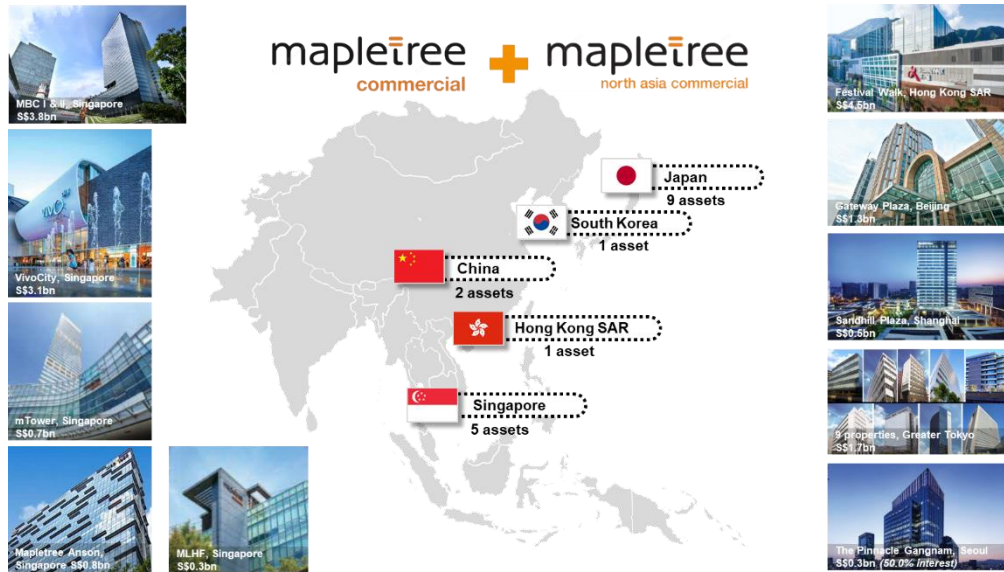 MBC I & II, Singapore
S$3.8bn
VivoCity, Singapore
S$3.1bn
mTower, Singapore
S$0.7bn
Mapletree Anson,
Singapore S$0.8bn
MLHF, Singapore
S$0.3bn
mapletree
commercial
mapletree
north asia commercial
Japan
9 assets
South Korea
1 asset
China
2 assets
Hong Kong SAR
1 asset
Singapore
5 assets
Festival Walk, Hong Kong SAR
S$4.5bn
Gateway Plaza, Beijing
S$1.3bn
Sandhill Plaza, Shanghai
S$0.5bn
9 properties, Greater Tokyo
S$1.7bn
The Pinnacle Gangnam, Seoul
S$0.3bn (50.0% interest)